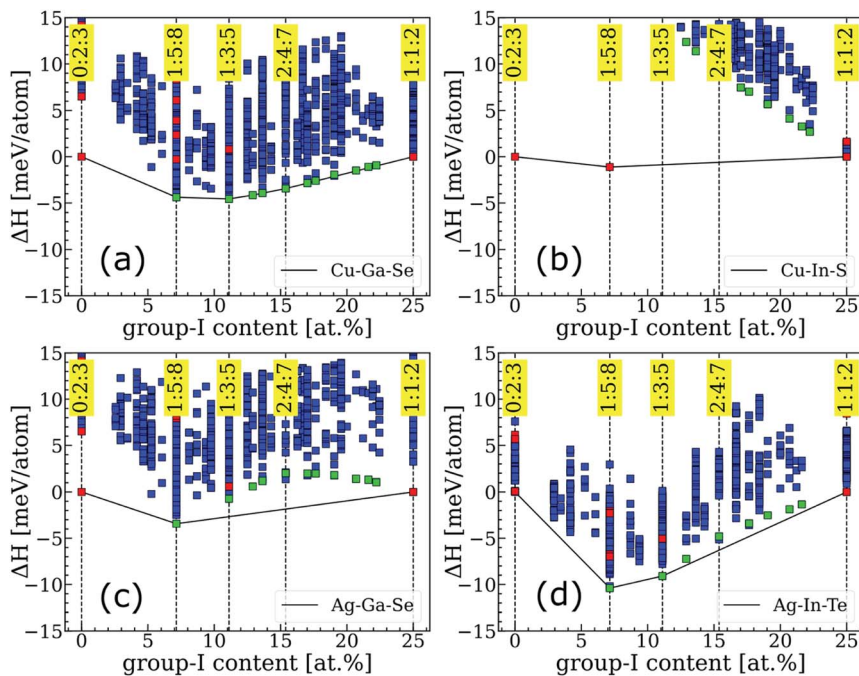 15
10
5
0
−5
−10
−15
ΔH [meV/atom]
0:2:3
1:5:8
1:3:5
2:4:7
1:1:2
(a)
Cu-Ga-Se
0 5 10 15 20 25
group-I content [at.%]
15
10
5
0
−5
−10
−15
ΔH [meV/atom]
0:2:3
1:5:8
1:3:5
2:4:7
1:1:2
(b)
Cu-In-S
0 5 10 15 20 25
group-I content [at.%]
15
10
5
0
−5
−10
−15
ΔH [meV/atom]
0:2:3
1:5:8
1:3:5
2:4:7
1:1:2
(c)
Ag-Ga-Se
0 5 10 15 20 25
group-I content [at.%]
15
10
5
0
−5
−10
−15
ΔH [meV/atom]
0:2:3
1:5:8
1:3:5
2:4:7
1:1:2
(d)
Ag-In-Te
0 5 10 15 20 25
group-I content [at.%]